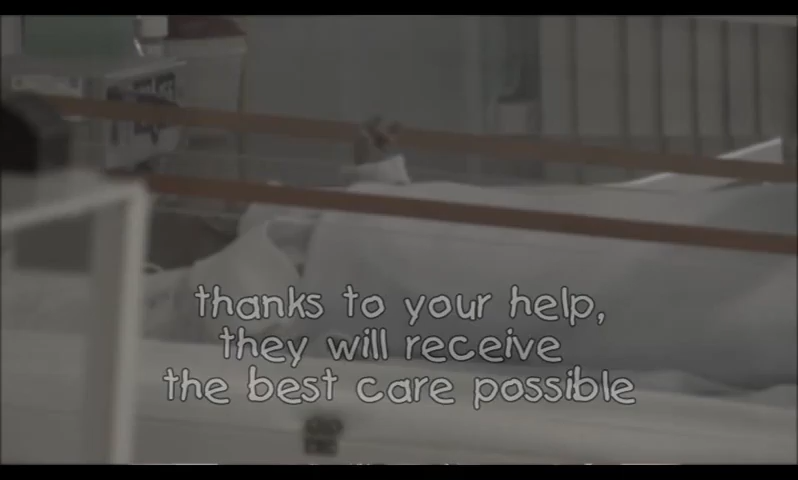 thanks to your help,
they will receive
the best care possible